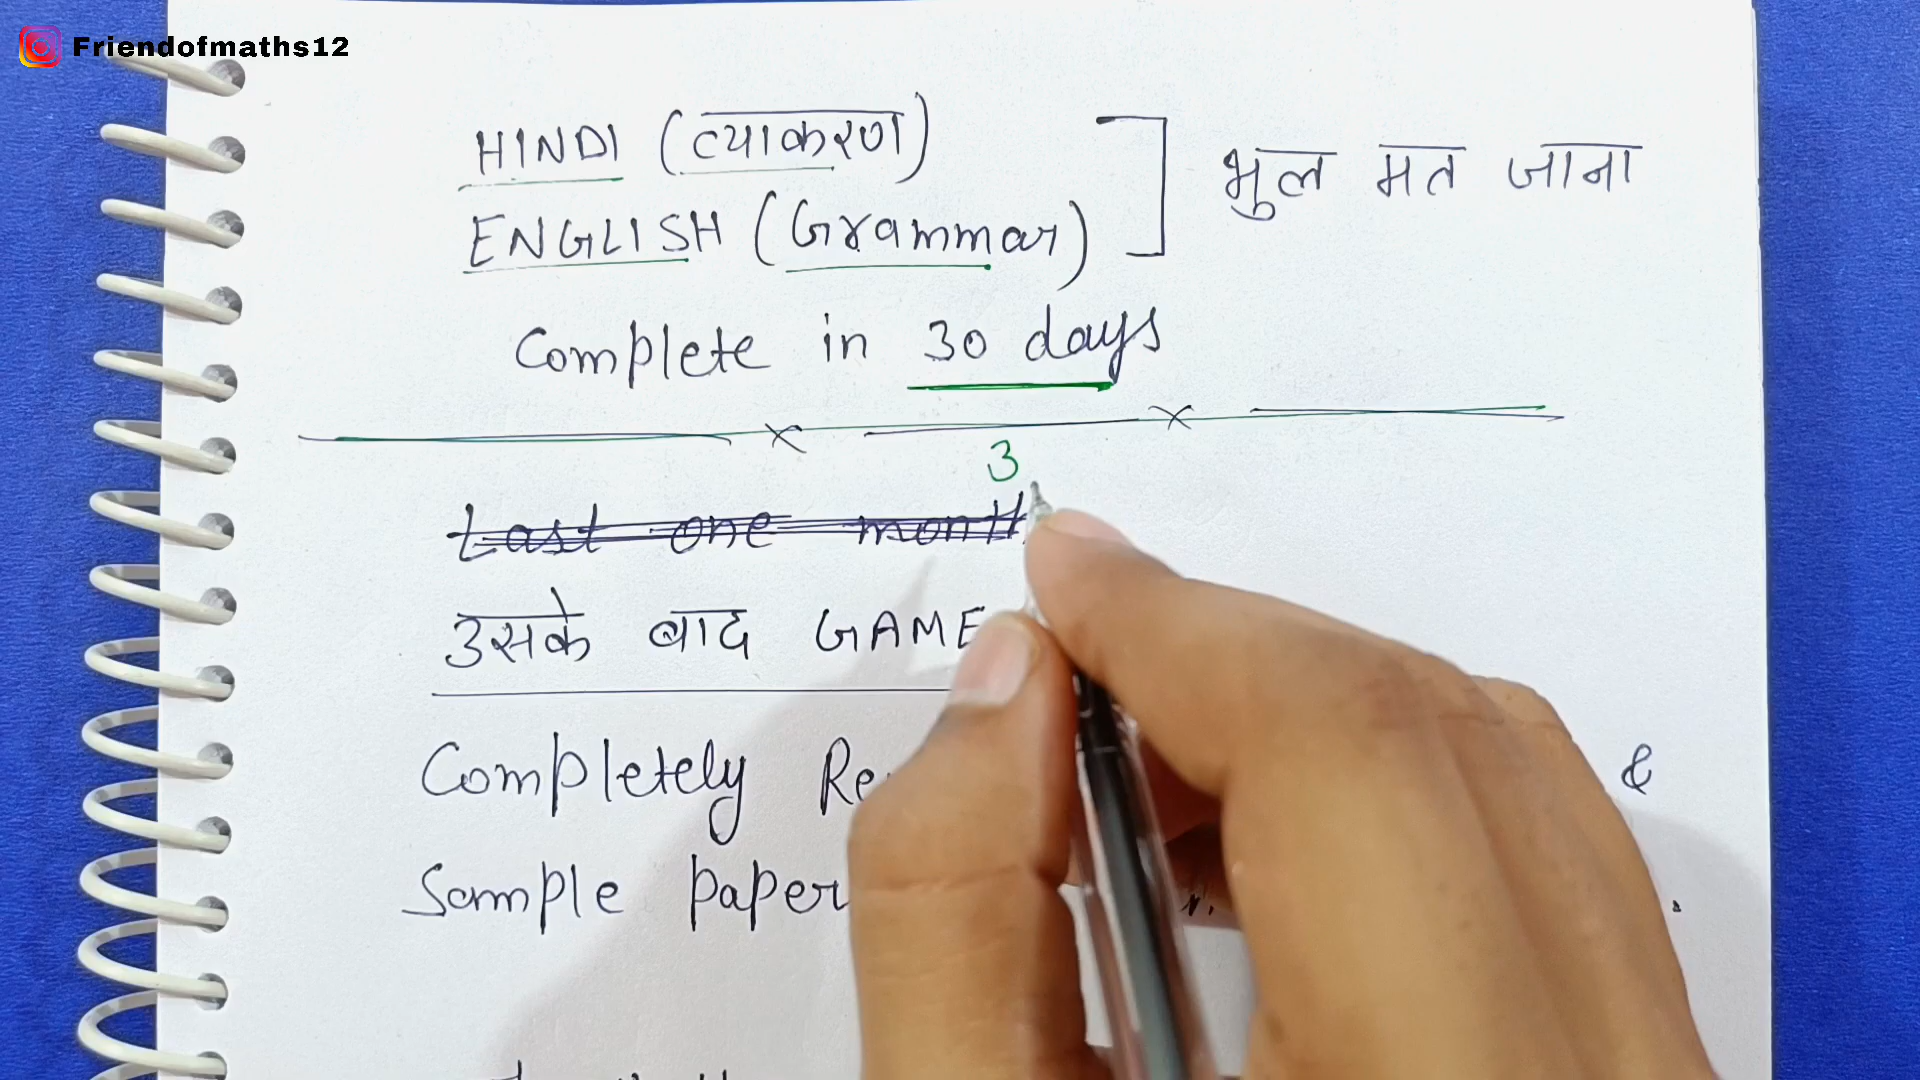 Friendofmaths12
HINDI (व्याकरण)
ENGLISH (Grammar) ] भुल मत जाना
Complete in 30 days
3
Last one month
उसके बाद GAME
Completely &
Sample paper